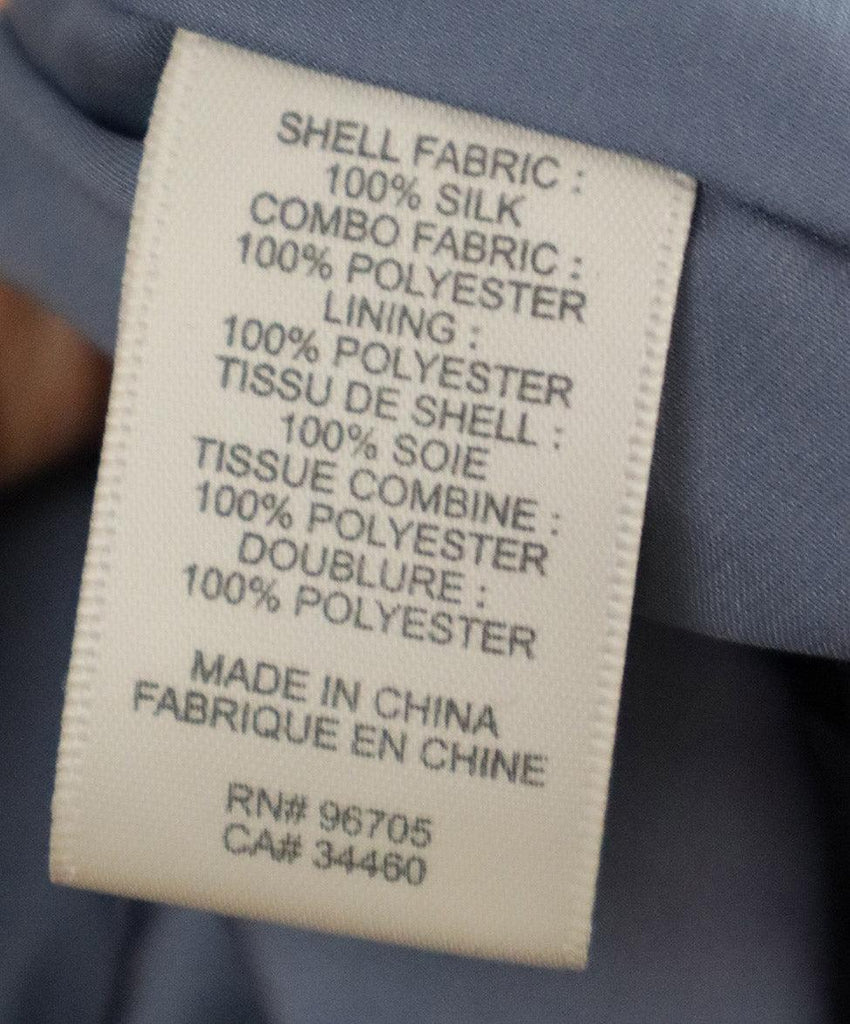 SHELL FABRIC :
100% SILK
COMBO FABRIC :
100% POLYESTER
LINING :
100% POLYESTER
TISSU DE SHELL :
100% SOIE
TISSUE COMBINE :
100% POLYESTER
DOUBLURE :
100% POLYESTER
MADE IN CHINA
FABRIQUE EN CHINE
RN# 96705
CA# 34460